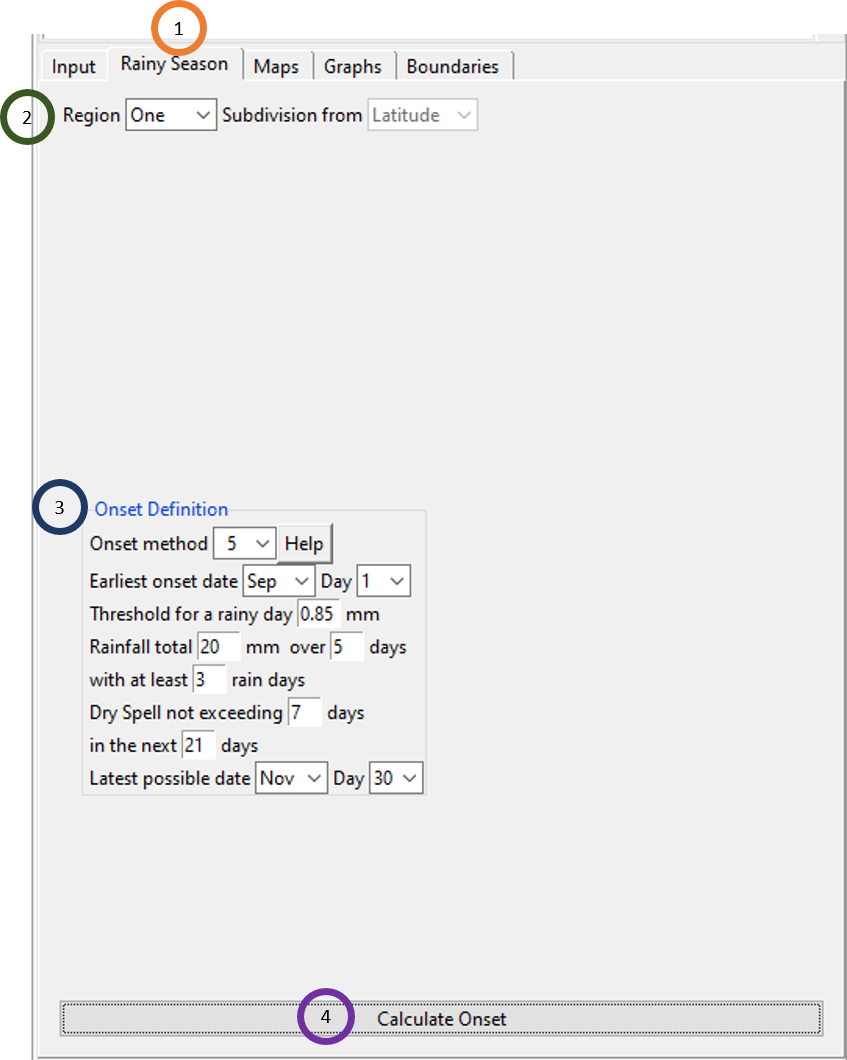 1
Input Rainy Season Maps Graphs Boundaries
2 Region One Subdivision from Latitude
3 Onset Definition
Onset method 5 Help
Earliest onset date Sep Day 1
Threshold for a rainy day 0.85 mm
Rainfall total 20 mm over 5 days
with at least 3 rain days
Dry Spell not exceeding 7 days
in the next 21 days
Latest possible date Nov Day 30
4 Calculate Onset